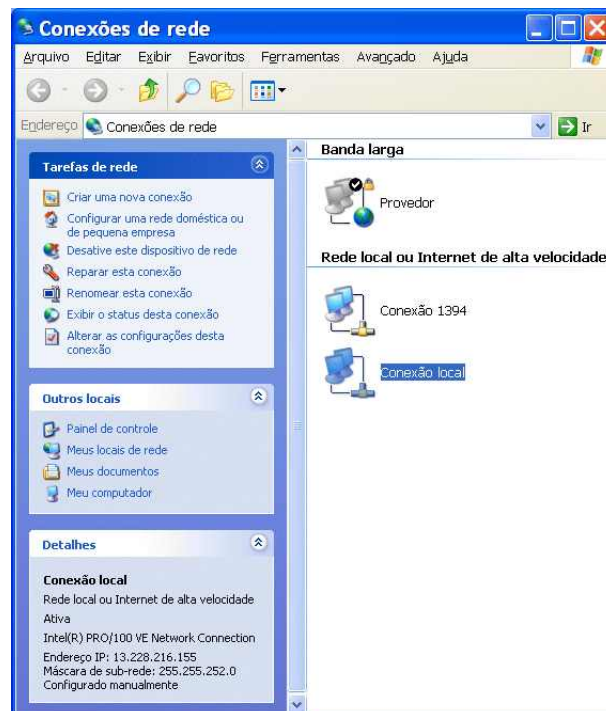 Conexões de rede
Arquivo Editar Exibir Favoritos Ferramentas Avançado Ajuda
Endereço Conexões de rede Ir
Tarefas de rede
Criar uma nova conexão
Configurar uma rede doméstica ou
de pequena empresa
Desative este dispositivo de rede
Reparar esta conexão
Renomear esta conexão
Exibir o status desta conexão
Alterar as configurações desta
conexão
Outros locais
Painel de controle
Meus locais de rede
Meus documentos
Meu computador
Detalhes
Conexão local
Rede local ou Internet de alta velocidade
Ativa
Intel(R) PRO/100 VE Network Connection
Endereço IP: 13.228.216.155
Máscara de sub-rede: 255.255.252.0
Configurado manualmente
Banda larga
Provedor
Rede local ou Internet de alta velocidade
Conexão 1394
Conexão local